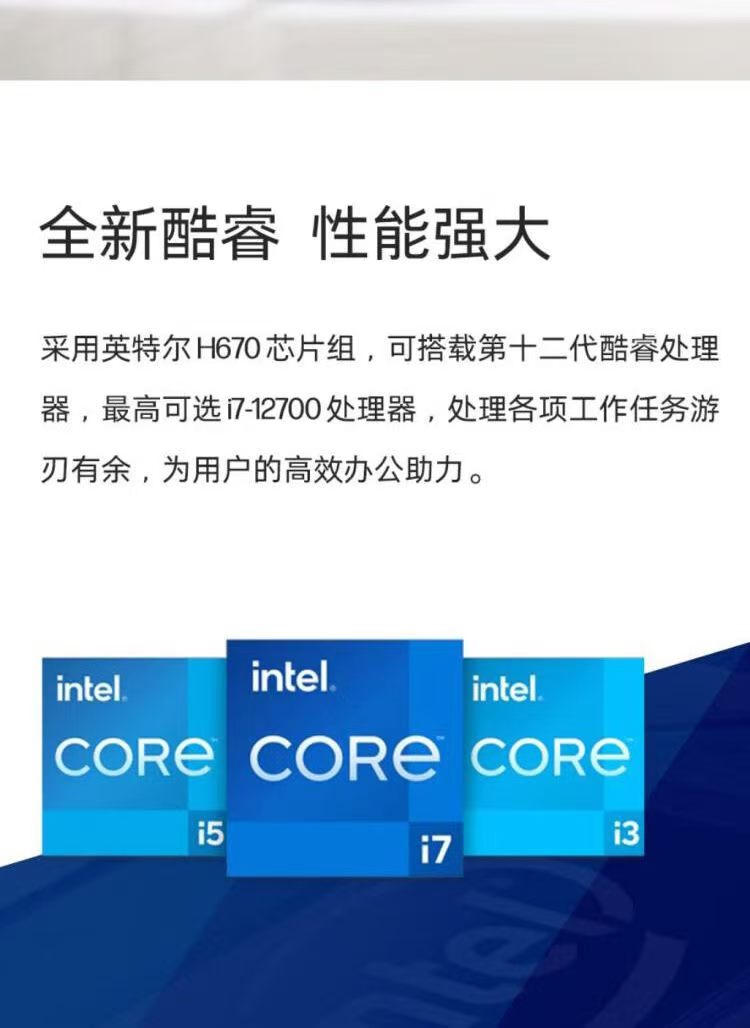 全新酷睿 性能强大
采用英特尔H670芯片组，可搭载第十二代酷睿处理
器，最高可选i7-12700处理器，处理各项工作任务游
刃有余，为用户的高效办公助力。
intel.
CORE™
i5
intel.
CORE™
i7
intel.
CORE™
i3
intel